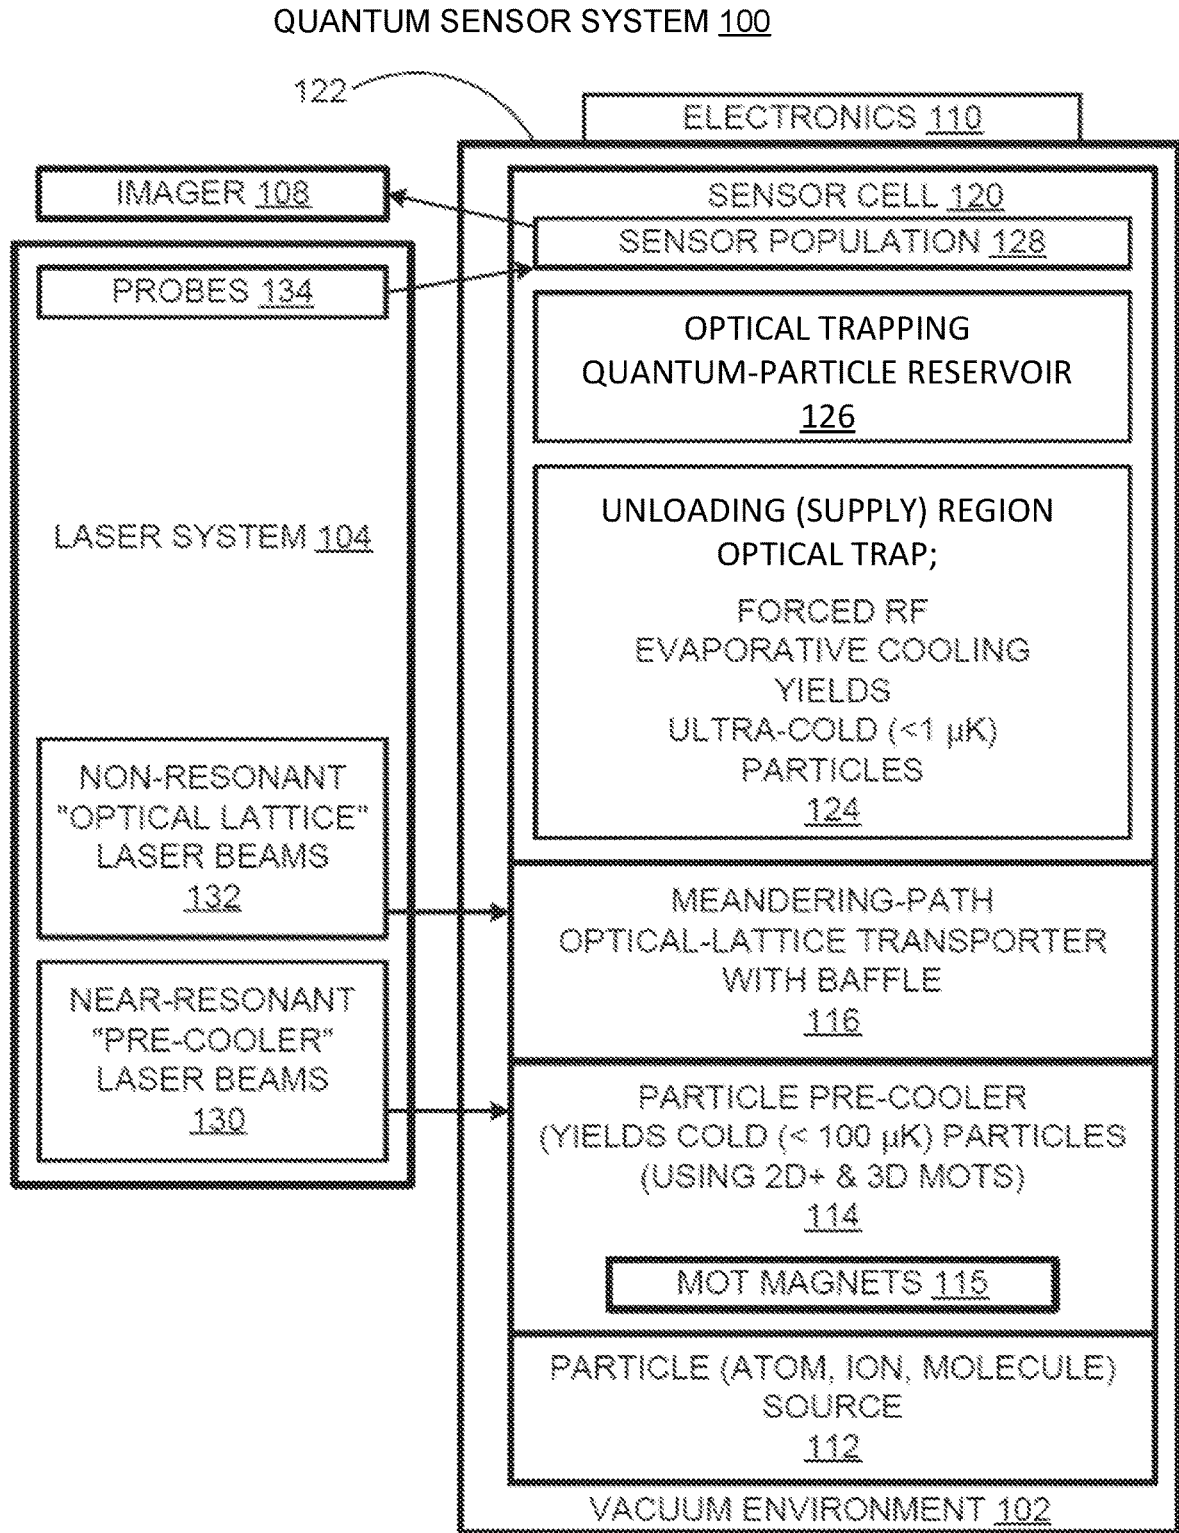 QUANTUM SENSOR SYSTEM 100
122
ELECTRONICS 110
IMAGER 108
SENSOR CELL 120
SENSOR POPULATION 128
PROBES 134
OPTICAL TRAPPING
QUANTUM-PARTICLE RESERVOIR
126
LASER SYSTEM 104
UNLOADING (SUPPLY) REGION
OPTICAL TRAP;
FORCED RF
EVAPORATIVE COOLING
YIELDS
ULTRA-COLD (<1 µK)
PARTICLES
124
NON-RESONANT
"OPTICAL LATTICE"
LASER BEAMS
132
MEANDERING-PATH
OPTICAL-LATTICE TRANSPORTER
WITH BAFFLE
116
NEAR-RESONANT
"PRE-COOLER"
LASER BEAMS
130
PARTICLE PRE-COOLER
(YIELDS COLD (< 100 µK) PARTICLES
(USING 2D+ & 3D MOTS)
114
MOT MAGNETS 115
PARTICLE (ATOM, ION, MOLECULE)
SOURCE
112
VACUUM ENVIRONMENT 102